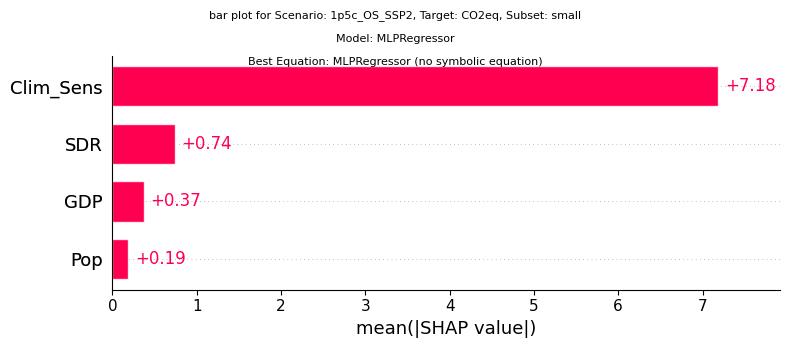 bar plot for Scenario: 1p5c_OS_SSP2, Target: CO2eq, Subset: small
Model: MLPRegressor
Best Equation: MLPRegressor (no symbolic equation)
Clim_Sens +7.18
SDR +0.74
GDP +0.37
Pop +0.19
0 1 2 3 4 5 6 7
mean(|SHAP value|)